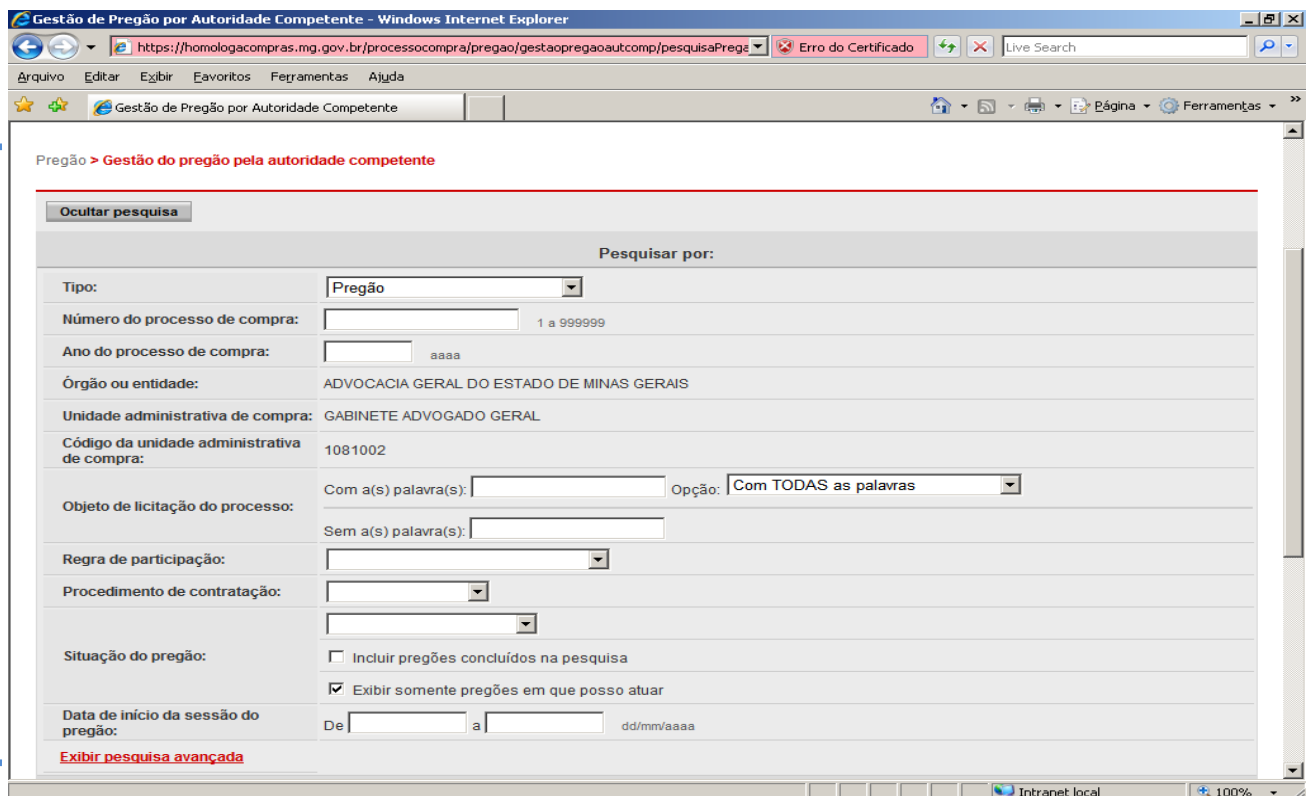 Gestão de Pregão por Autoridade Competente - Windows Internet Explorer
https://homologacompras.mg.gov.br/processocompra/pregao/gestaopregaoautcomp/pesquisaPrega Erro do Certificado Live Search
Arquivo Editar Exibir Favoritos Ferramentas Ajuda
Gestão de Pregão por Autoridade Competente Página Ferramentas »
Pregão > Gestão do pregão pela autoridade competente
Ocultar pesquisa
Pesquisar por:
Tipo: Pregão
Número do processo de compra: 1 a 999999
Ano do processo de compra: aaaa
Órgão ou entidade: ADVOCACIA GERAL DO ESTADO DE MINAS GERAIS
Unidade administrativa de compra: GABINETE ADVOGADO GERAL
Código da unidade administrativa
de compra: 1081002
Objeto de licitação do processo: Com a(s) palavra(s): Opção: Com TODAS as palavras
Sem a(s) palavra(s):
Regra de participação:
Procedimento de contratação:
Situação do pregão:
Incluir pregões concluídos na pesquisa
Exibir somente pregões em que posso atuar
Data de início da sessão do
pregão: De a dd/mm/aaaa
Exibir pesquisa avançada
Intranet local 100%